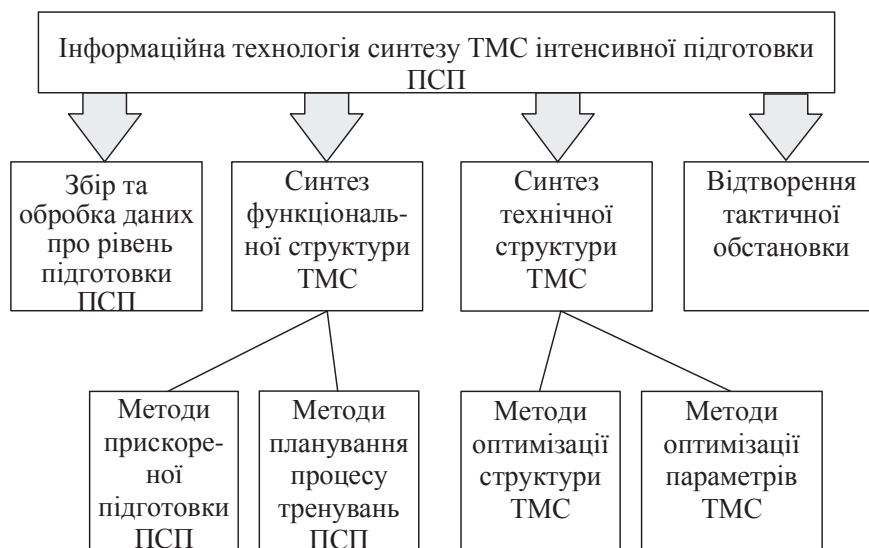 Інформаційна технологія синтезу ТМС інтенсивної підготовки
ПСП
Збір та
обробка даних
про рівень
підготовки
ПСП
Синтез
функціональ-
ної структури
ТМС
Синтез
технічної
структури
ТМС
Відтворення
тактичної
обстановки
Методи
прискоре-
ної
підготовки
ПСП
Методи
планування
процесу
тренувань
ПСП
Методи
оптимізації
структури
ТМС
Методи
оптимізації
параметрів
ТМС